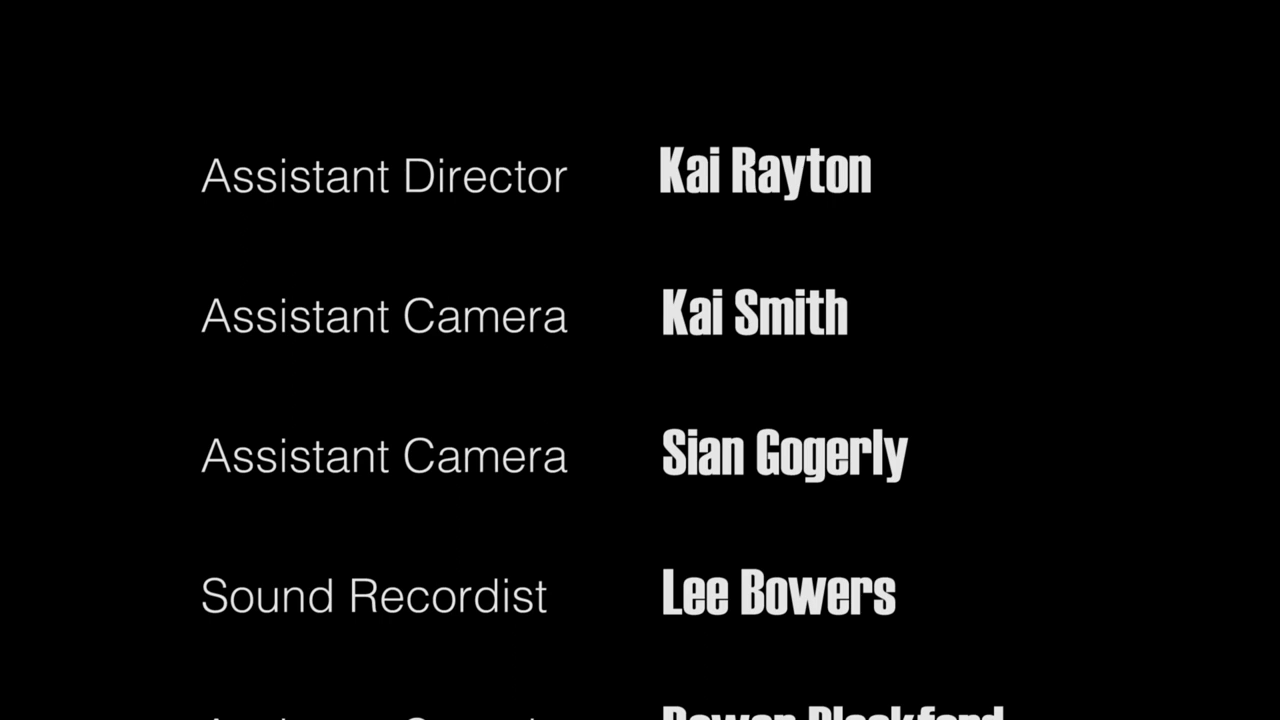 Assistant Director Kai Rayton
Assistant Camera Kai Smith
Assistant Camera Sian Gogerly
Sound Recordist Lee Bowers